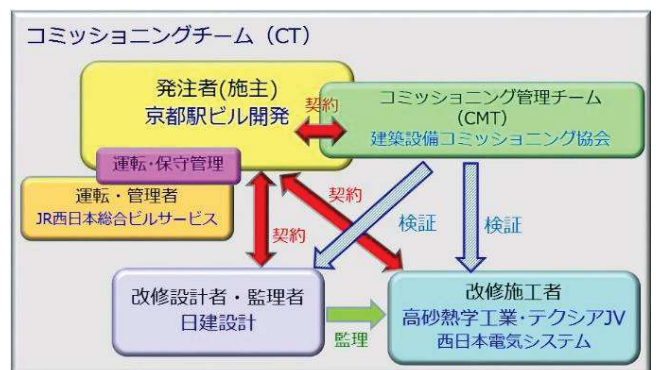 コミッショニングチーム（CT）
発注者(施主)
京都駅ビル開発
契約
コミッショニング管理チーム
(CMT)
建築設備コミッショニング協会
運転･保守管理
運転・管理者
JR西日本総合ビルサービス
契約
契約
検証
検証
改修設計者・監理者
日建設計
監理
改修施工者
高砂熱学工業･テクシアJV
西日本電気システム